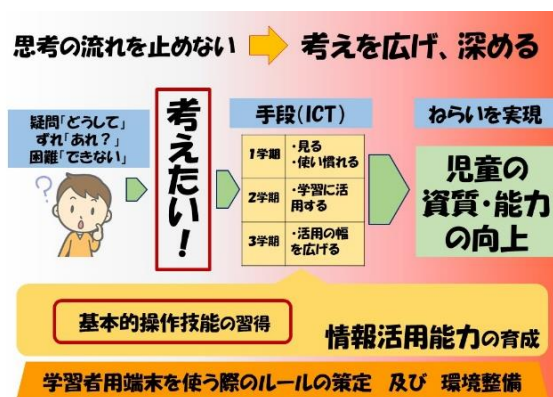 思考の流れを止めない
考えを広げ、深める
疑問「どうして」
ずれ「あれ？」
困難「できない」
考えたい！
手段(ICT)
1学期
・見る
・使い慣れる
2学期
・学習に活
用する
3学期
・活用の幅
を広げる
ねらいを実現
児童の
資質・能力
の向上
基本的操作技能の習得
情報活用能力の育成
学習者用端末を使う際のルールの策定 及び 環境整備